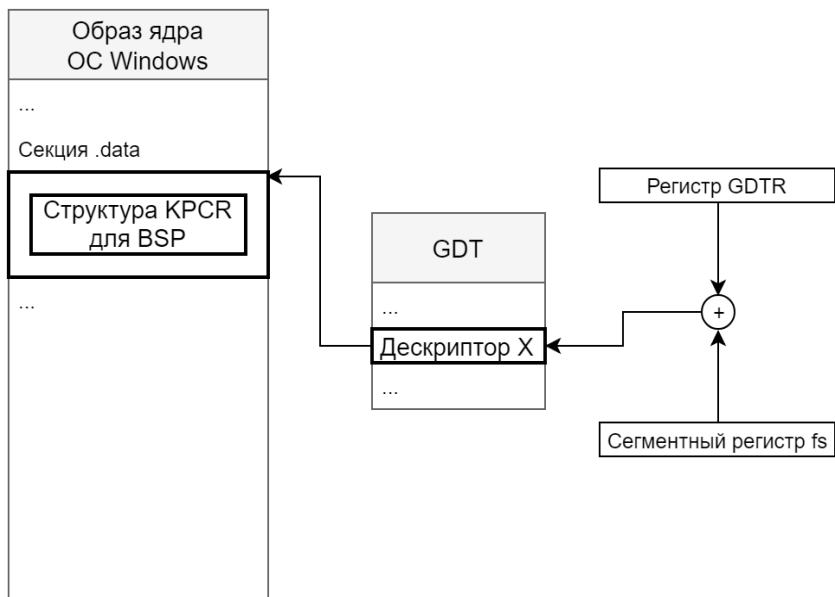 Образ ядра
ОС Windows
...
Секция .data
Структура KPCR
для BSP
...
GDT
...
Дескриптор X
...
Регистр GDTR
+
Сегментный регистр fs